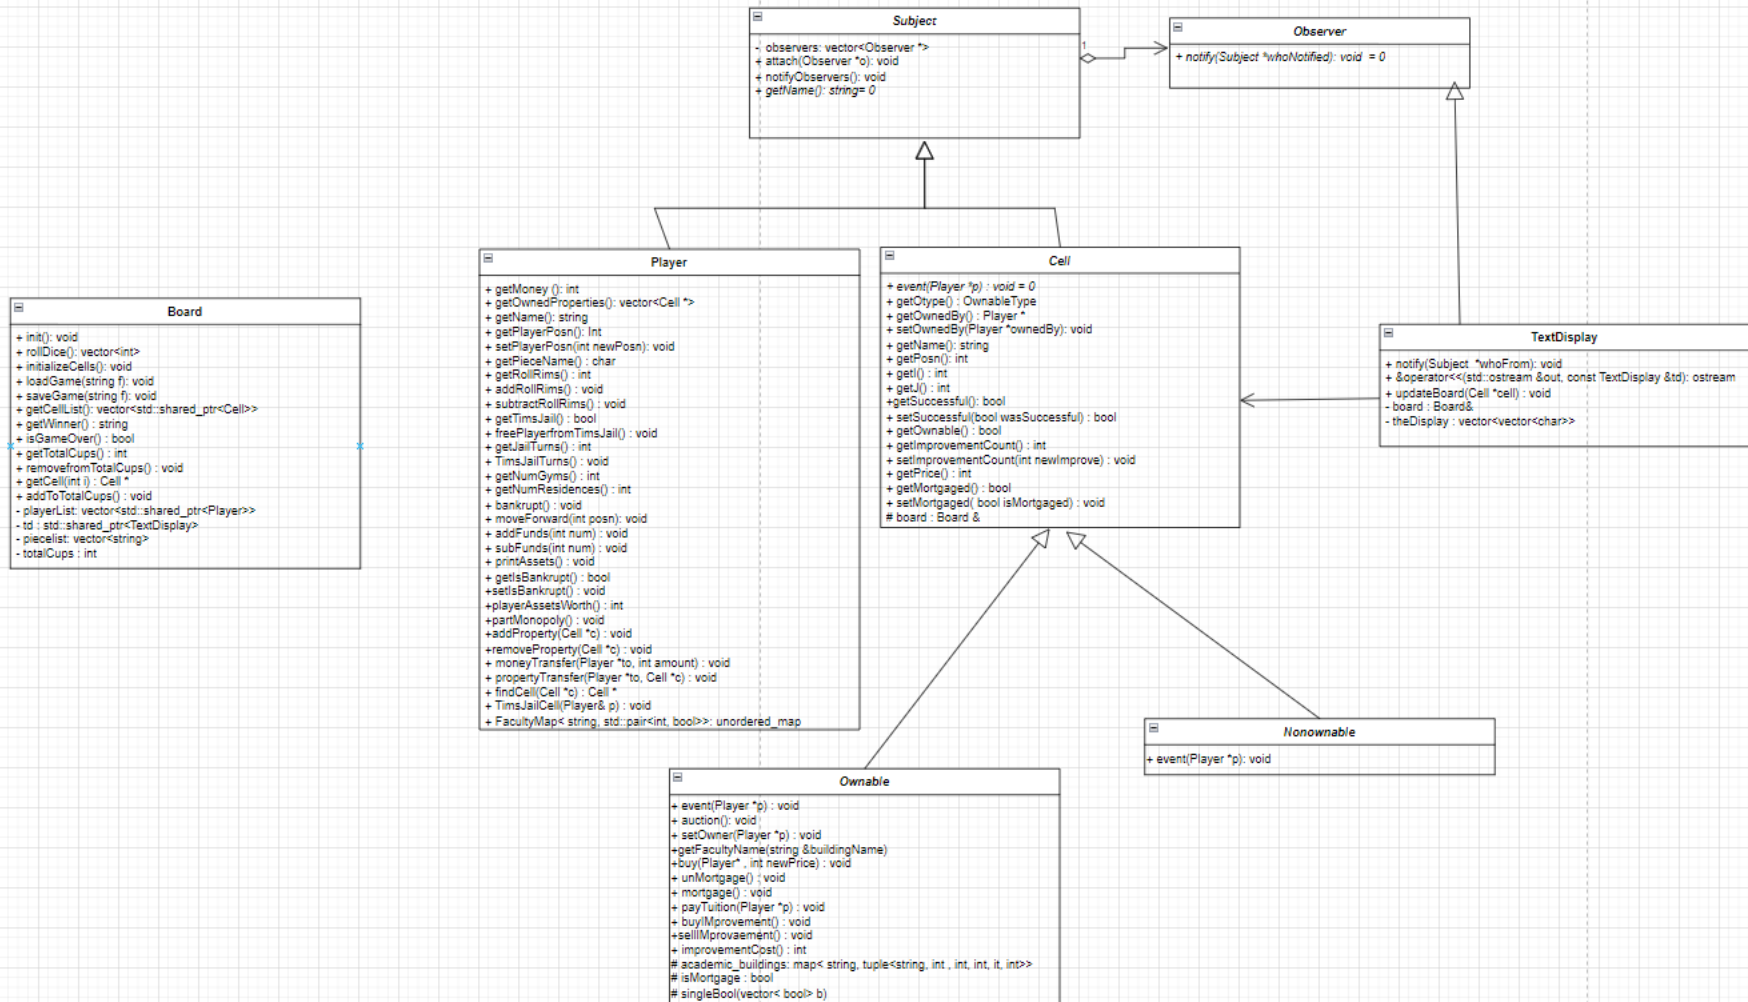 Subject
- observers: vector<Observer *>
+ attach(Observer *o): void
+ notifyObservers(): void
+ getName(): string= 0
1
Observer
+ notify(Subject *whoNotified): void = 0
Player
+ getMoney (): int
+ getOwnedProperties(): vector<Cell *>
+ getName(): string
+ getPlayerPosn(): Int
+ setPlayerPosn(int newPosn): void
+ getPieceName() : char
+ getRollRims() : int
+ addRollRims() : void
+ subtractRollRims() : void
+ getTimsJail() : bool
+ freePlayerfromTimsJail() : void
+ getJailTurns() : int
+ TimsJailTurns() : void
+ getNumGyms() : int
+ getNumResidences() : int
+ bankrupt() : void
+ moveForward(int posn): void
+ addFunds(int num) : void
+ subFunds(int num) : void
+ printAssets() : void
+ getIsBankrupt() : bool
+setIsBankrupt() : void
+playerAssetsWorth() : int
+partMonopoly() : void
+addProperty(Cell *c) : void
+removeProperty(Cell *c) : void
+ moneyTransfer(Player *to, int amount) : void
+ propertyTransfer(Player *to, Cell *c) : void
+ findCell(Cell *c) : Cell *
+ TimsJailCell(Player& p) : void
+ FacultyMap< string, std::pair<int, bool>>: unordered_map
Cell
+ event(Player *p) : void = 0
+ getOtype() : OwnableType
+ getOwnedBy() : Player *
+ setOwnedBy(Player *ownedBy): void
+ getName(): string
+ getPosn(): int
+ getI() : int
+ getJ() : int
+getSuccessful(): bool
+ setSuccessful(bool wasSuccessful) : bool
+ getOwnable() : bool
+ getImprovementCount() : int
+ setImprovementCount(int newImprove) : void
+ getPrice() : int
+ getMortgaged() : bool
+ setMortgaged( bool isMortgaged) : void
# board : Board &
Board
+ init(): void
+ rollDice(): vector<int>
+ initializeCells(): void
+ loadGame(string f): void
+ saveGame(string f): void
+ getCellList(): vector<std::shared_ptr<Cell>>
+ getWinner() : string
+ isGameOver() : bool
+ getTotalCups() : int
+ removefromTotalCups() : void
+ getCell(int i) : Cell *
+ addToTotalCups() : void
- playerList: vector<std::shared_ptr<Player>>
- td : std::shared_ptr<TextDisplay>
- piecelist: vector<string>
- totalCups : int
TextDisplay
+ notify(Subject *whoFrom): void
+ &operator<<(std::ostream &out, const TextDisplay &td): ostream
+ updateBoard(Cell *cell) : void
- board : Board&
- theDisplay : vector<vector<char>>
Nonownable
+ event(Player *p): void
Ownable
+ event(Player *p) : void
+ auction(): void
+ setOwner(Player *p) : void
+getFacultyName(string &buildingName)
+buy(Player* , int newPrice) : void
+ unMortgage() : void
+ mortgage() : void
+ payTuition(Player *p) : void
+ buyIMprovement() : void
+sellIMprovaement() : void
+ improvementCost() : int
# academic_buildings: map< string, tuple<string, int , int, int, it, int>>
# isMortgage : bool
# singleBool(vector< bool> b)